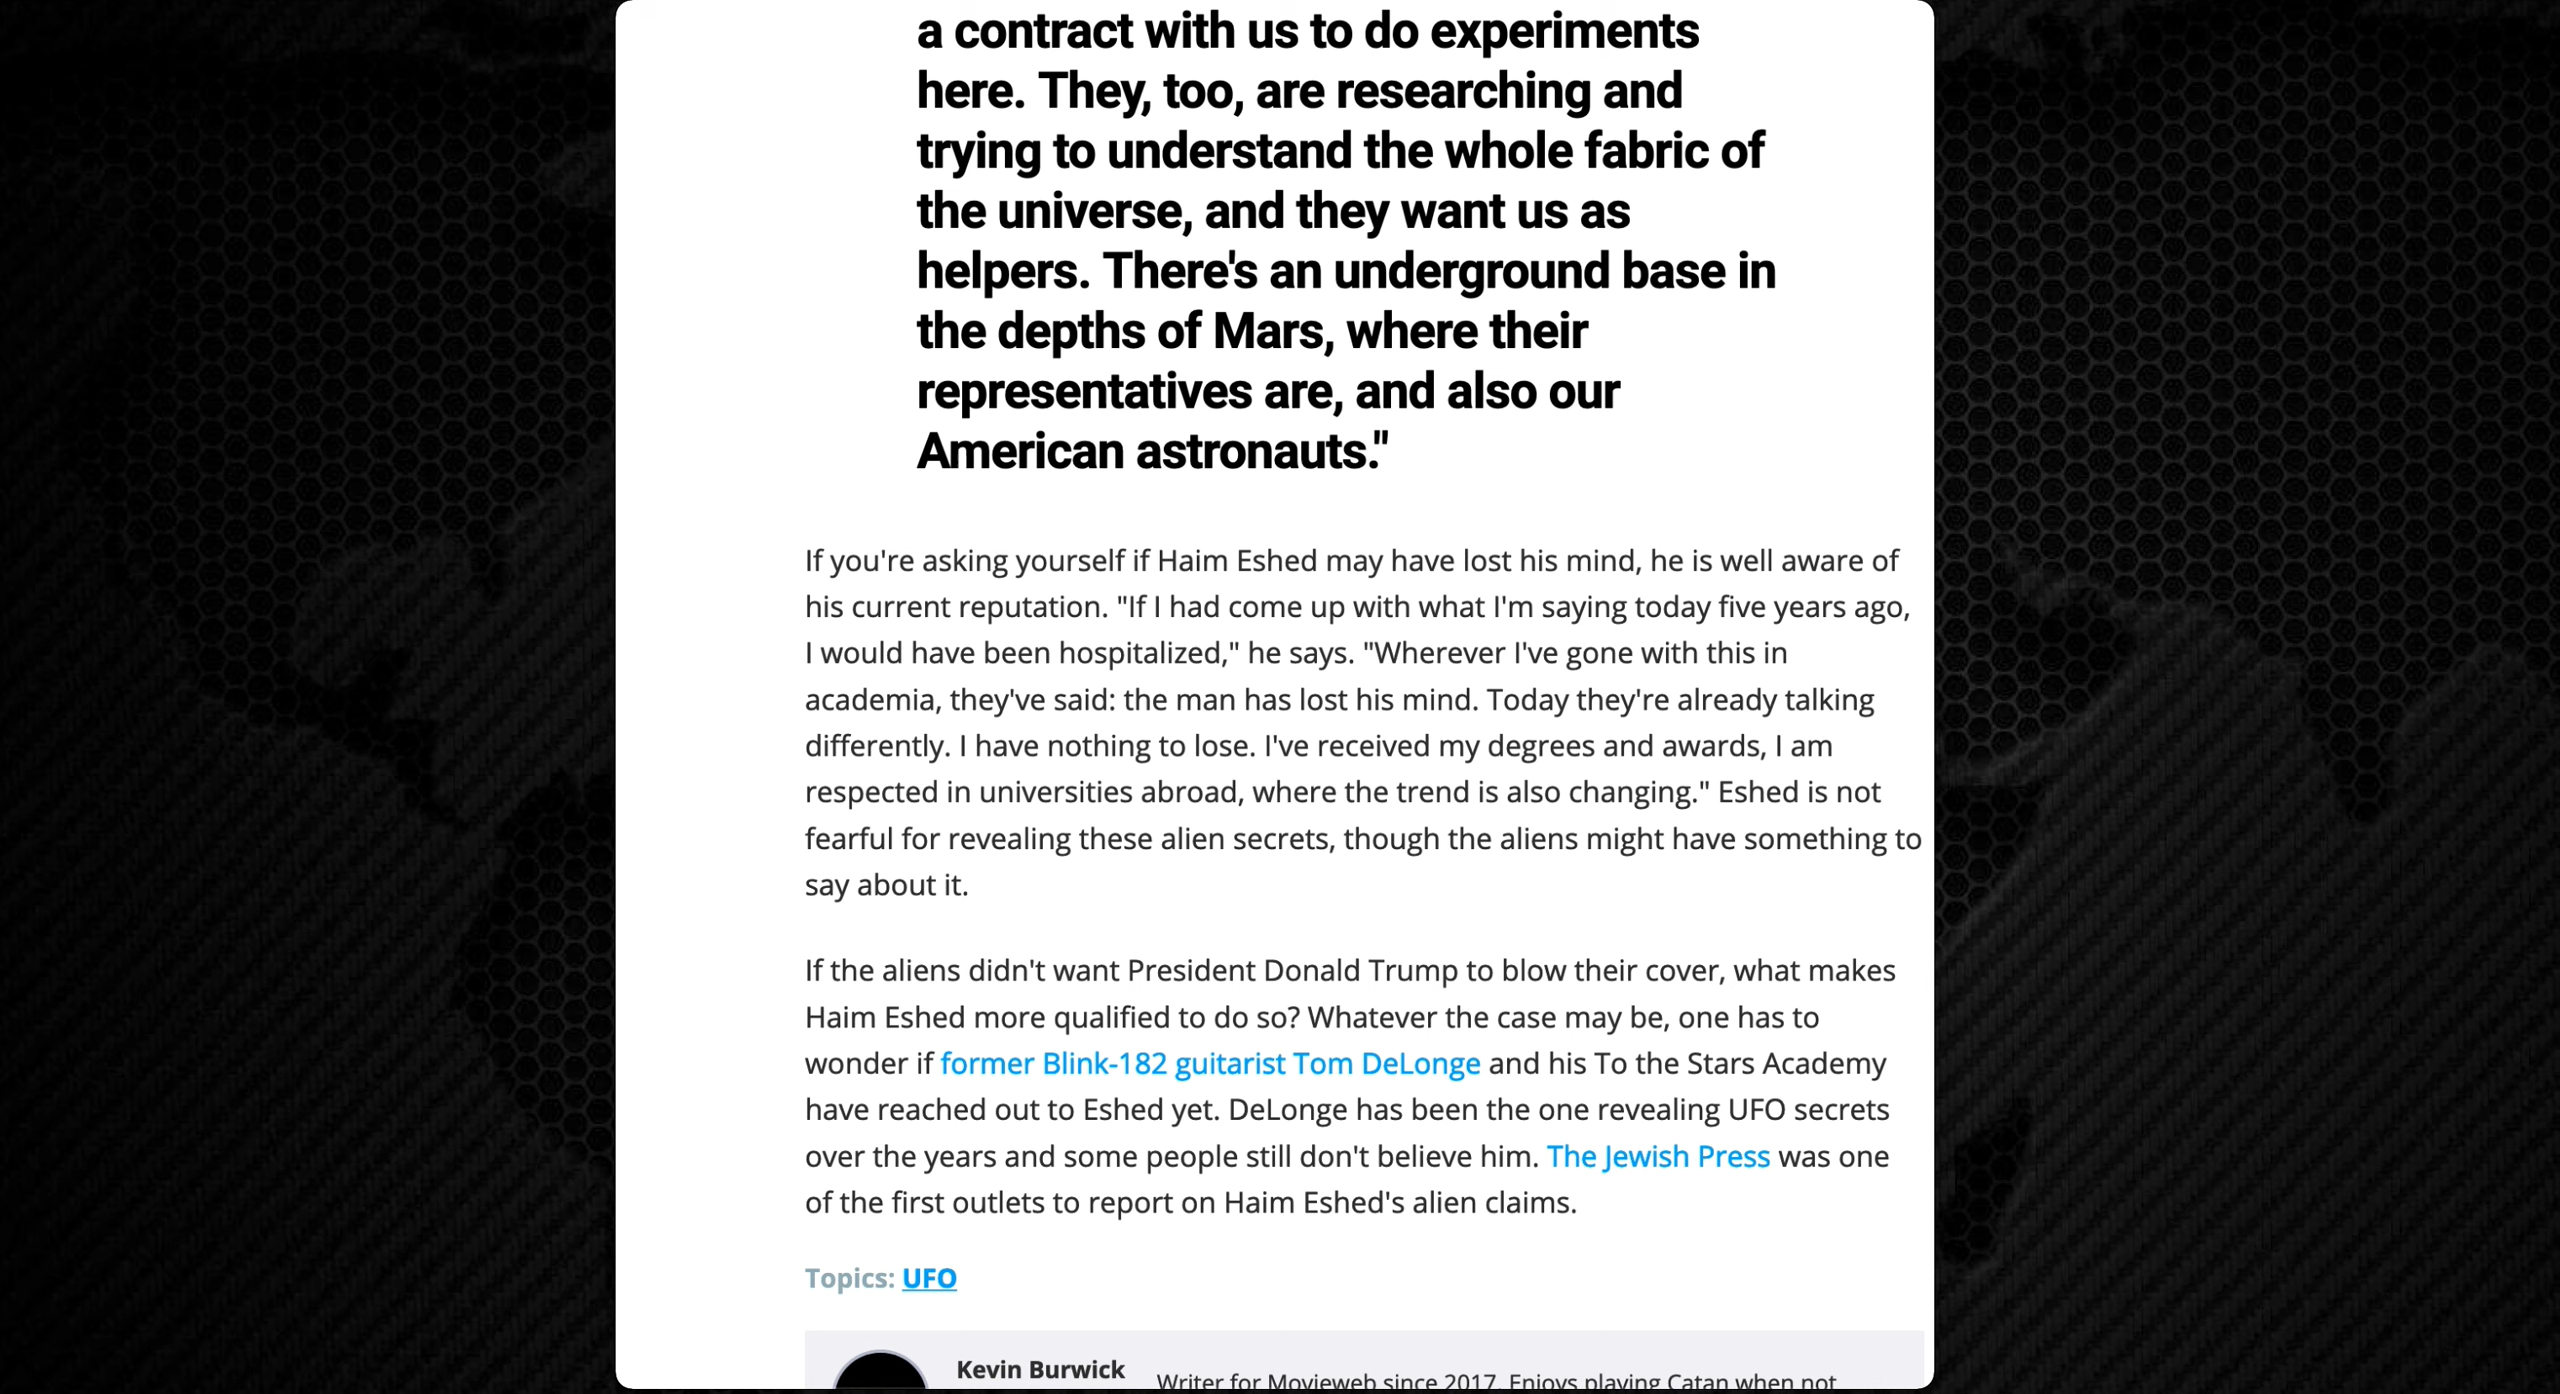 a contract with us to do experiments
here. They, too, are researching and
trying to understand the whole fabric of
the universe, and they want us as
helpers. There's an underground base in
the depths of Mars, where their
representatives are, and also our
American astronauts."
If you're asking yourself if Haim Eshed may have lost his mind, he is well aware of
his current reputation. "If I had come up with what I'm saying today five years ago,
I would have been hospitalized," he says. "Wherever I've gone with this in
academia, they've said: the man has lost his mind. Today they're already talking
differently. I have nothing to lose. I've received my degrees and awards, I am
respected in universities abroad, where the trend is also changing." Eshed is not
fearful for revealing these alien secrets, though the aliens might have something to
say about it.
If the aliens didn't want President Donald Trump to blow their cover, what makes
Haim Eshed more qualified to do so? Whatever the case may be, one has to
wonder if former Blink-182 guitarist Tom DeLonge and his To the Stars Academy
have reached out to Eshed yet. DeLonge has been the one revealing UFO secrets
over the years and some people still don't believe him. The Jewish Press was one
of the first outlets to report on Haim Eshed's alien claims.
Topics: UFO
Kevin Burwick
Writer for Movieweb since 2017. Enjoys playing Catan when not